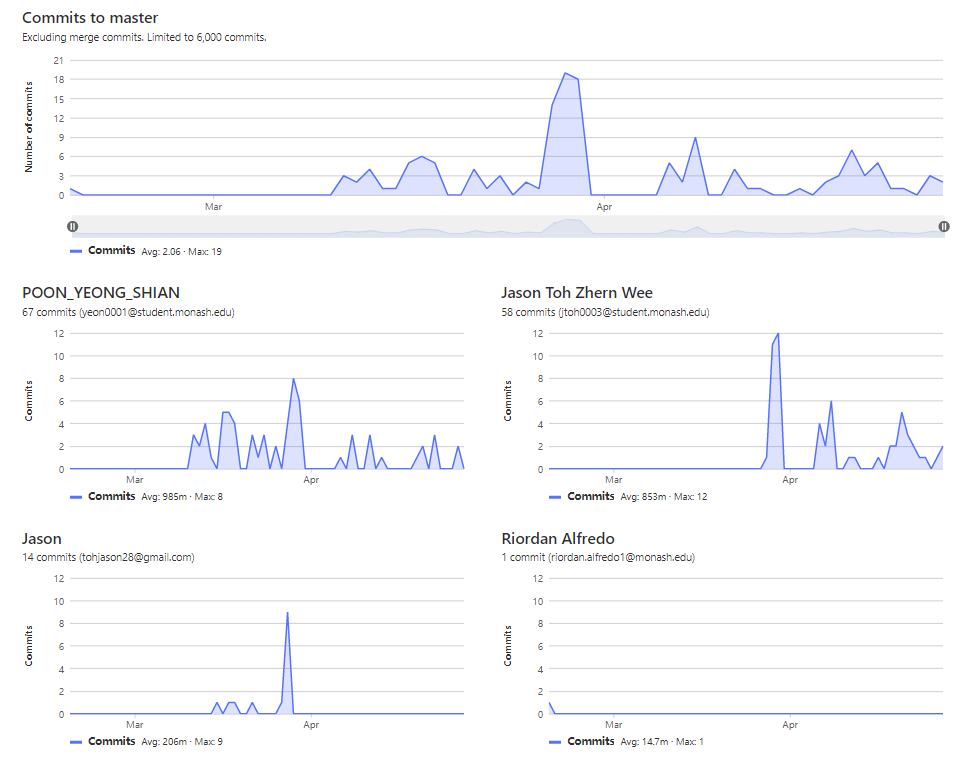 Commits to master
Excluding merge commits. Limited to 6,000 commits.
Number of commits
21
18
15
12
9
6
3
0
Mar
Apr
Commits Avg: 2.06 · Max: 19
POON_YEONG_SHIAN
67 commits (yeon0001@student.monash.edu)
Commits
12
10
8
6
4
2
0
Mar
Apr
Commits Avg: 985m · Max: 8
Jason Toh Zhern Wee
58 commits (jtoh0003@student.monash.edu)
Commits
12
10
8
6
4
2
0
Mar
Apr
Commits Avg: 853m · Max: 12
Jason
14 commits (tohjason28@gmail.com)
Commits
12
10
8
6
4
2
0
Mar
Apr
Commits Avg: 206m · Max: 9
Riordan Alfredo
1 commit (riordan.alfredo1@monash.edu)
Commits
12
10
8
6
4
2
0
Mar
Apr
Commits Avg: 14.7m · Max: 1